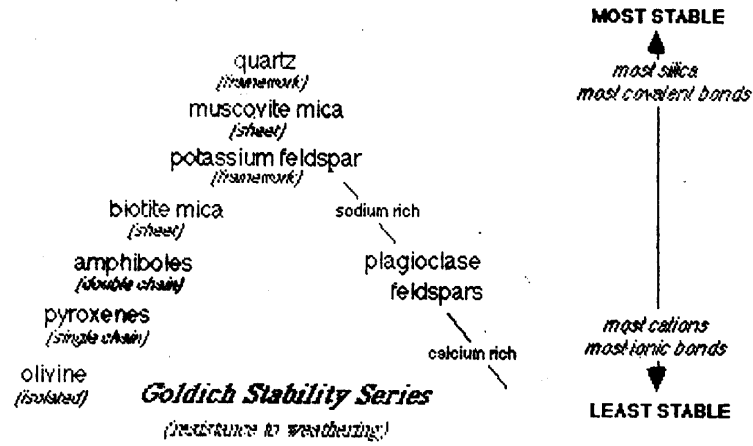 MOST STABLE
quartz
(framework)
most silica
most covalent bonds
muscovite mica
(sheet)
potassium feldspar
(framework)
biotite mica
(sheet)
sodium rich
amphiboles
(double chain)
plagioclase
feldspars
pyroxenes
(single chain)
most cations
most ionic bonds
calcium rich
olivine
(isolated)
Goldich Stability Series
(resistance to weathering)
LEAST STABLE